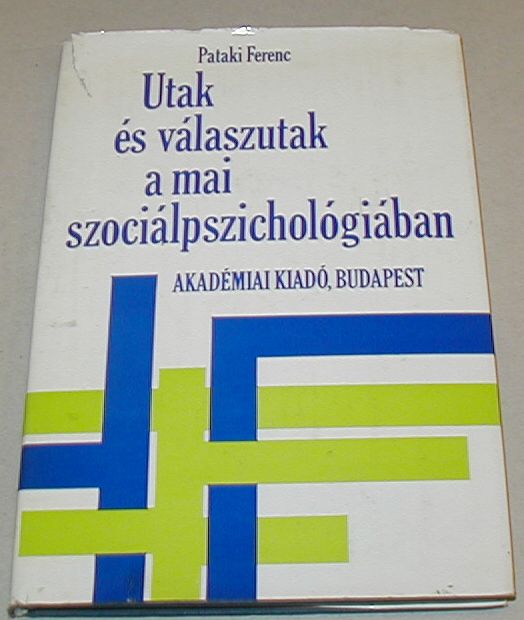 Pataki Ferenc
Utak
és válaszutak
a mai
szociálpszichológiában
AKADÉMIAI KIADÓ, BUDAPEST